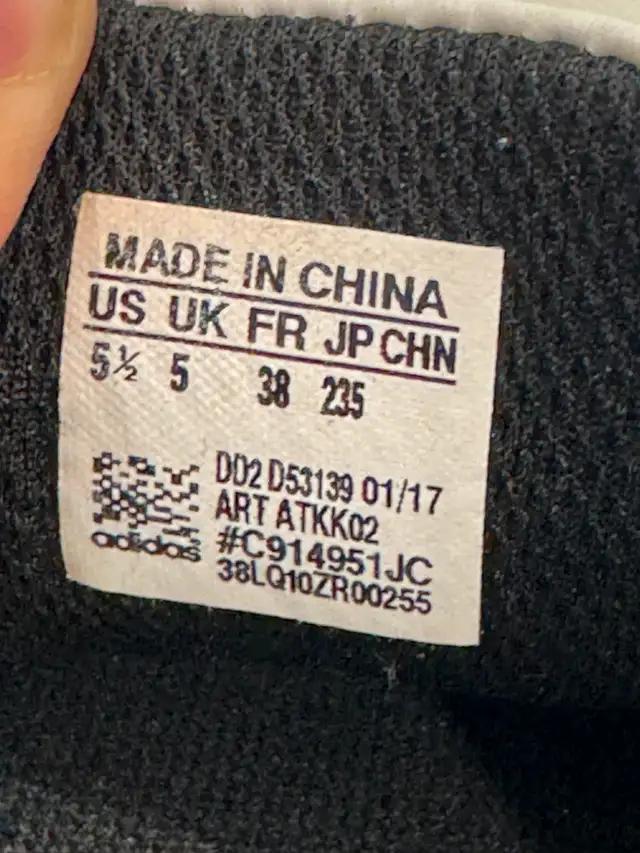 MADE IN CHINA
US UK FR JP CHN
5½ 5 38 235
DD2 D53139 01/17
ART ATKK02
#C914951JC
adidas
38LQ10ZR00255